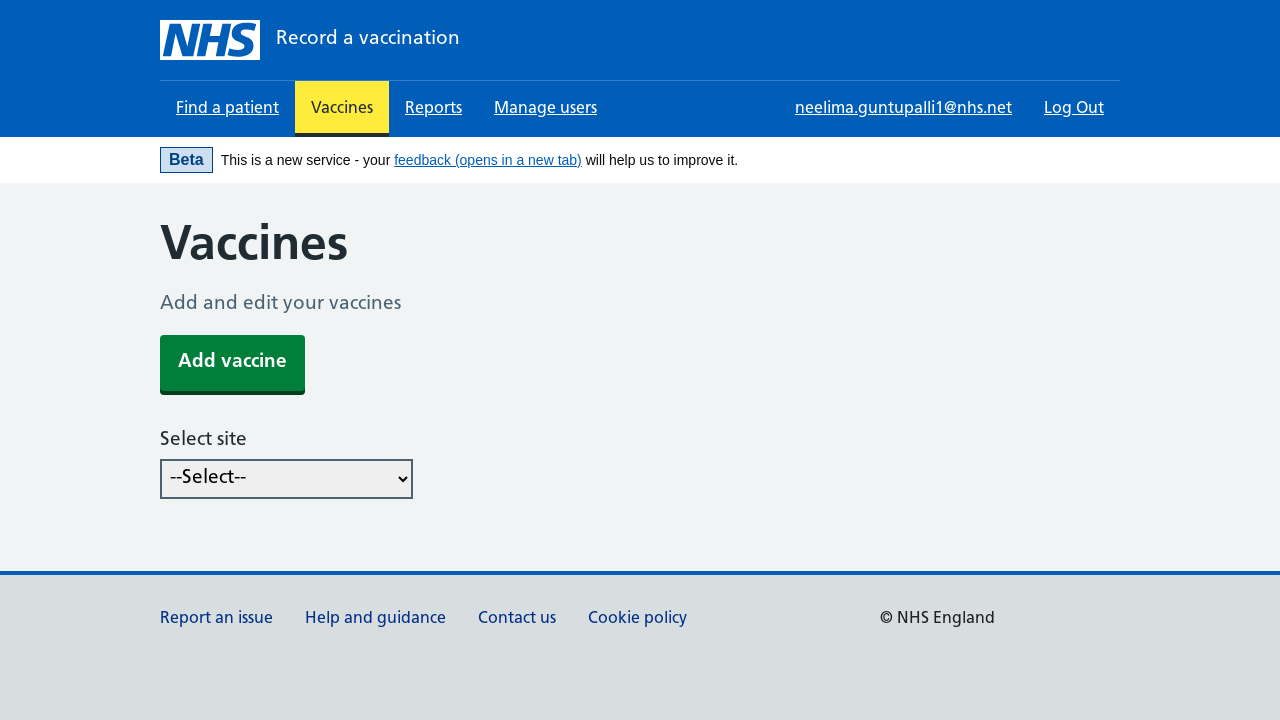 NHS Record a vaccination
Find a patient Vaccines Reports Manage users neelima.guntupalli1@nhs.net Log Out
Beta This is a new service - your feedback (opens in a new tab) will help us to improve it.
Vaccines
Add and edit your vaccines
Add vaccine
Select site
--Select--
Report an issue Help and guidance Contact us Cookie policy © NHS England